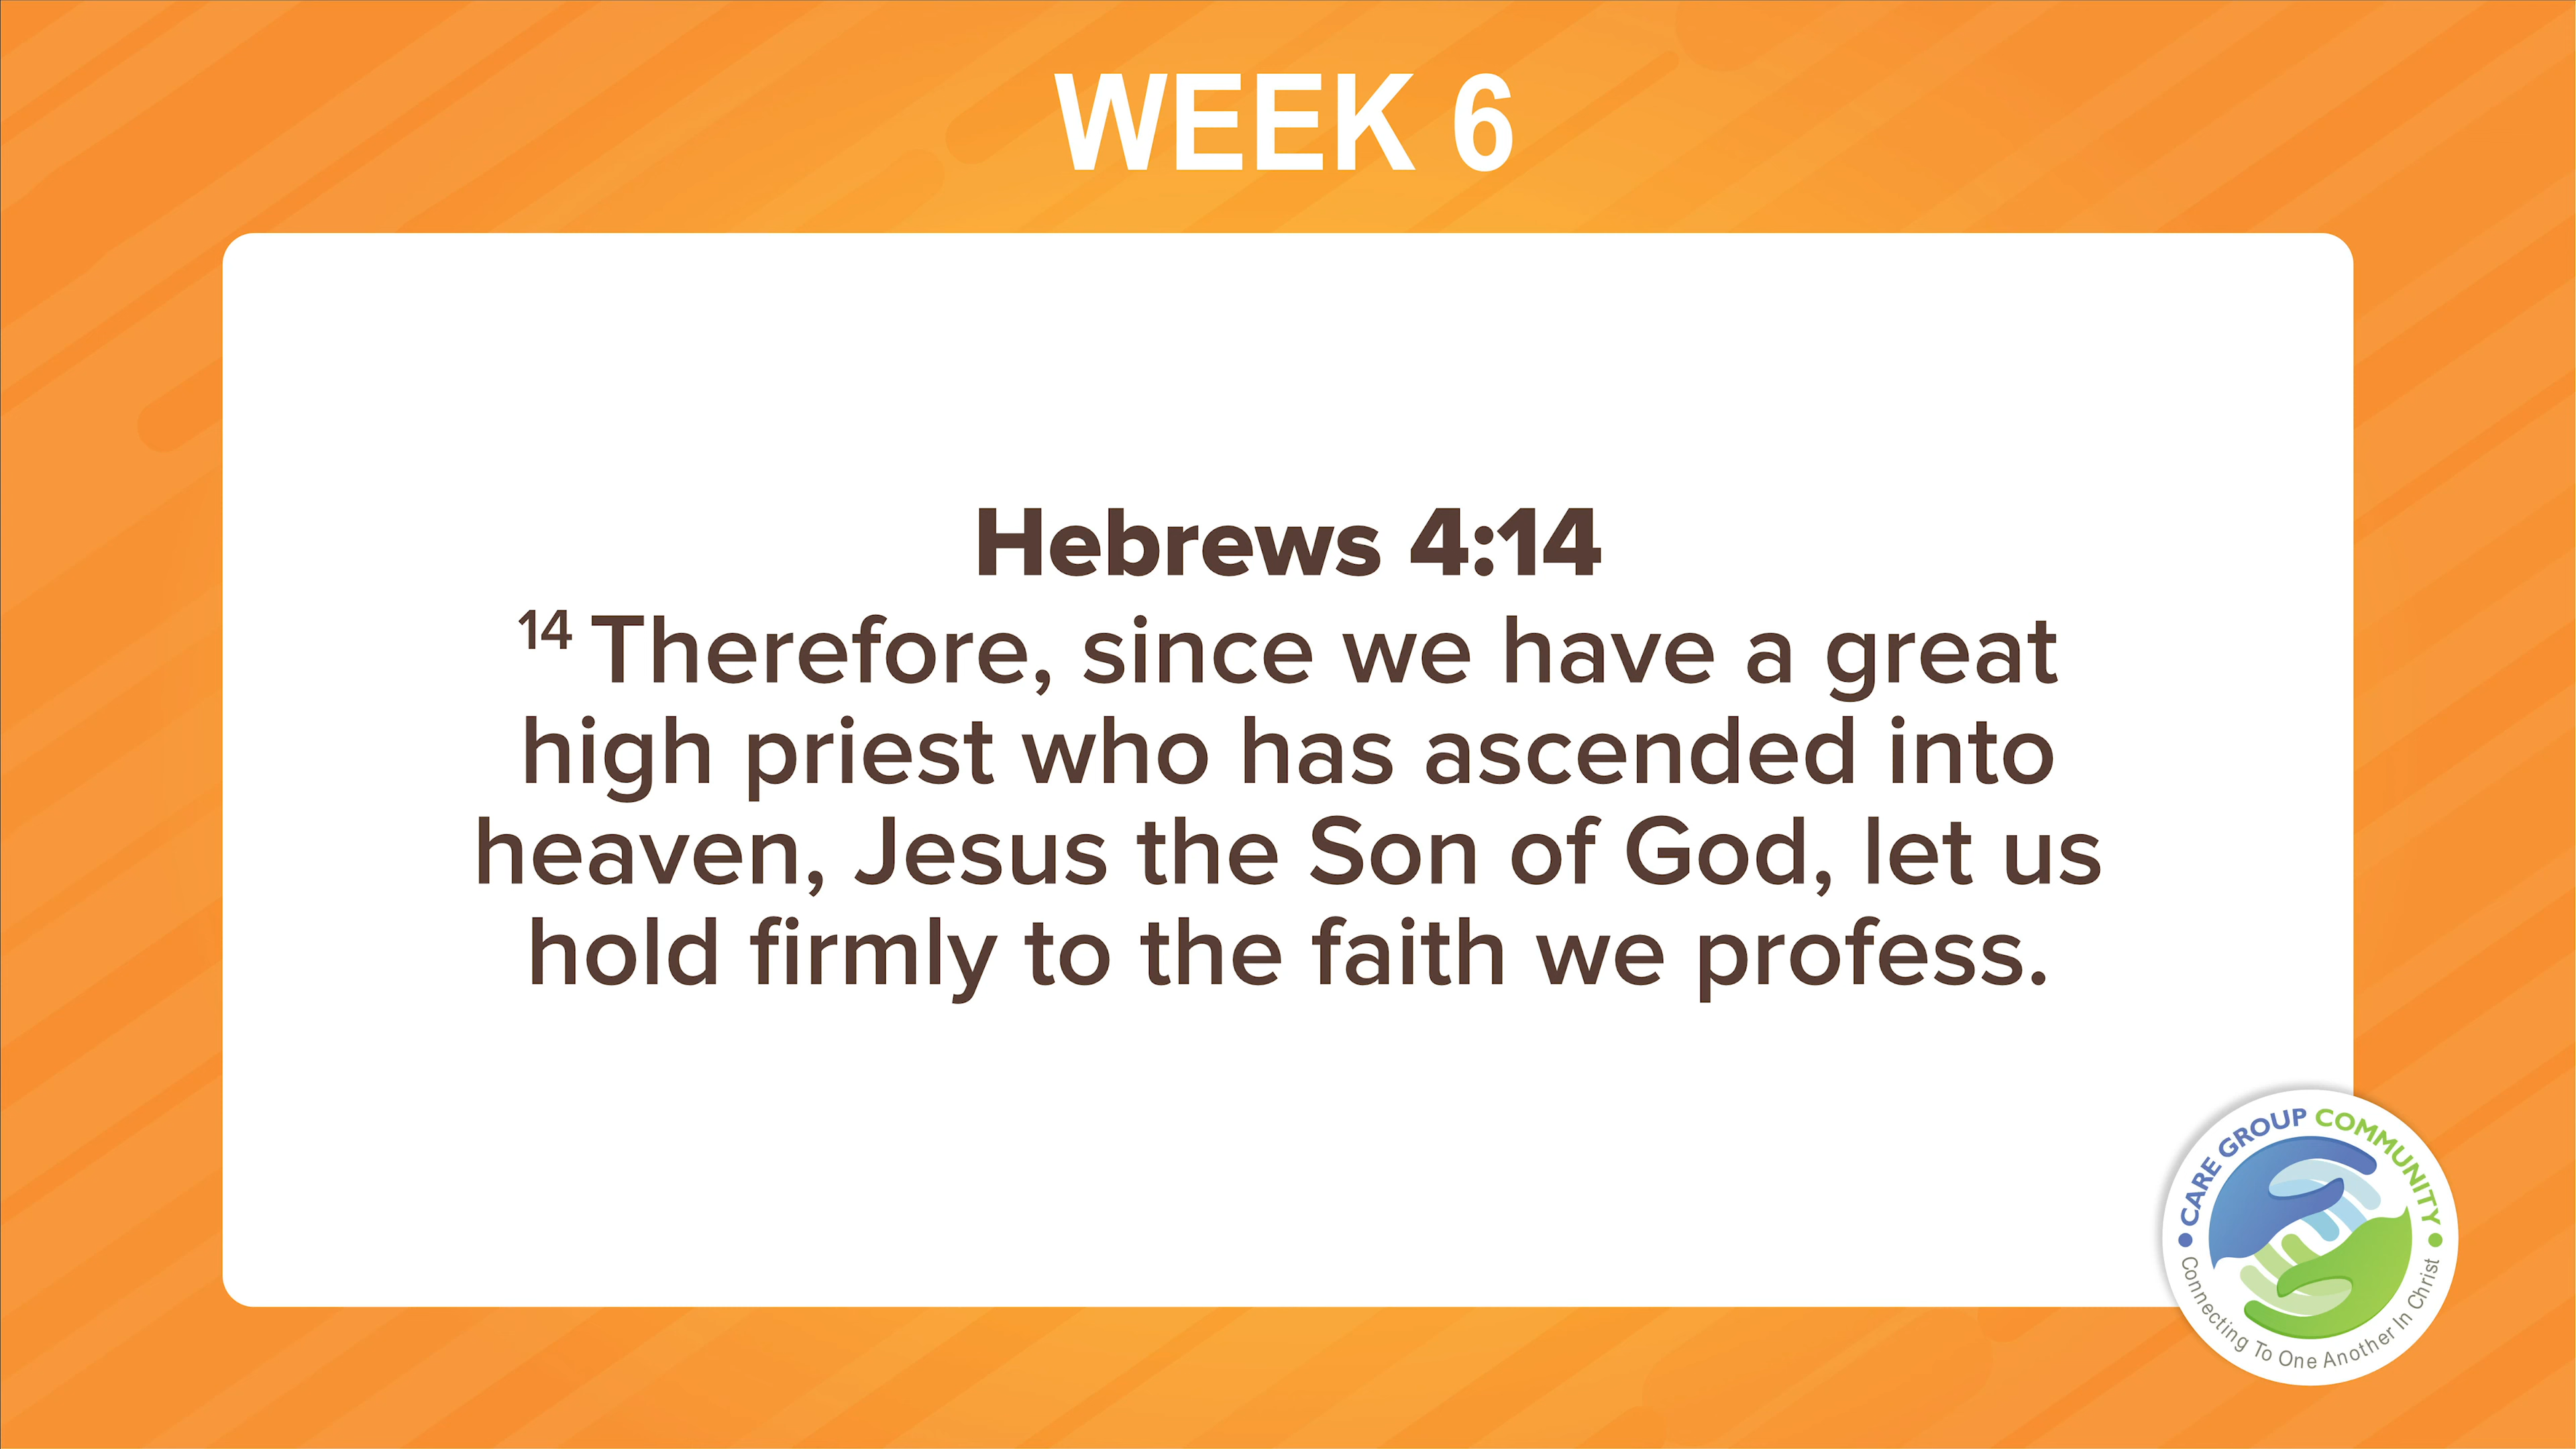 WEEK 6
Hebrews 4:14
14 Therefore, since we have a great
high priest who has ascended into
heaven, Jesus the Son of God, let us
hold firmly to the faith we profess.
CARE GROUP COMMUNITY
Connecting To One Another In Christ